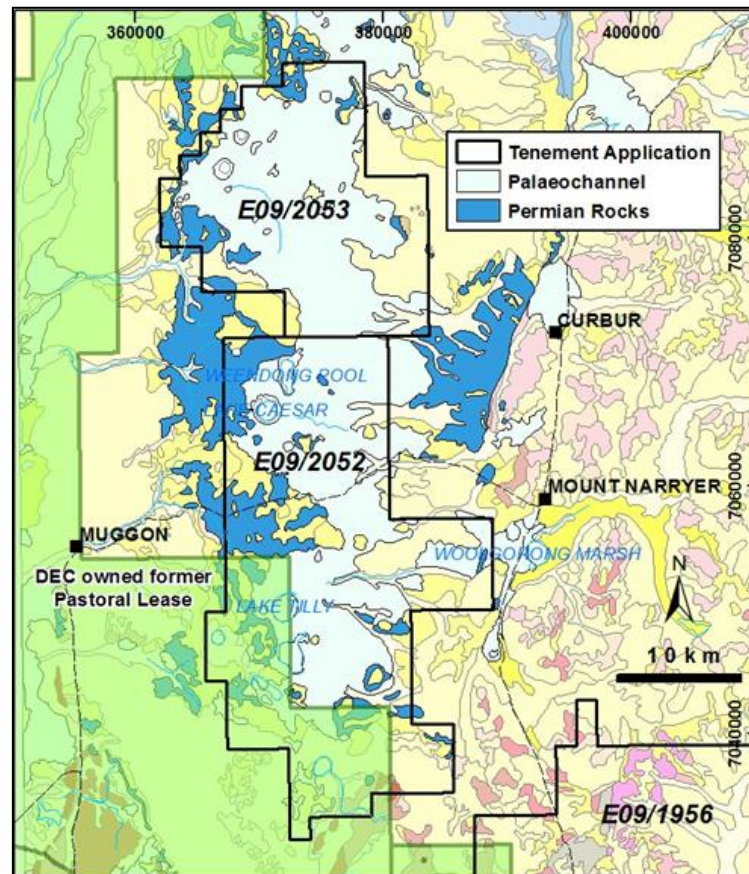 360000
380000
400000
Tenement Application
Palaeochannel
Permian Rocks
E09/2053
7080000
CURBUR
WEENDONG POOL
CAESAR
E09/2052
7060000
MOUNT NARRYER
MUGGON
WOOLGORONG MARSH
DEC owned former
Pastoral Lease
LAKE TILLY
N
10 km
7040000
E09/1956